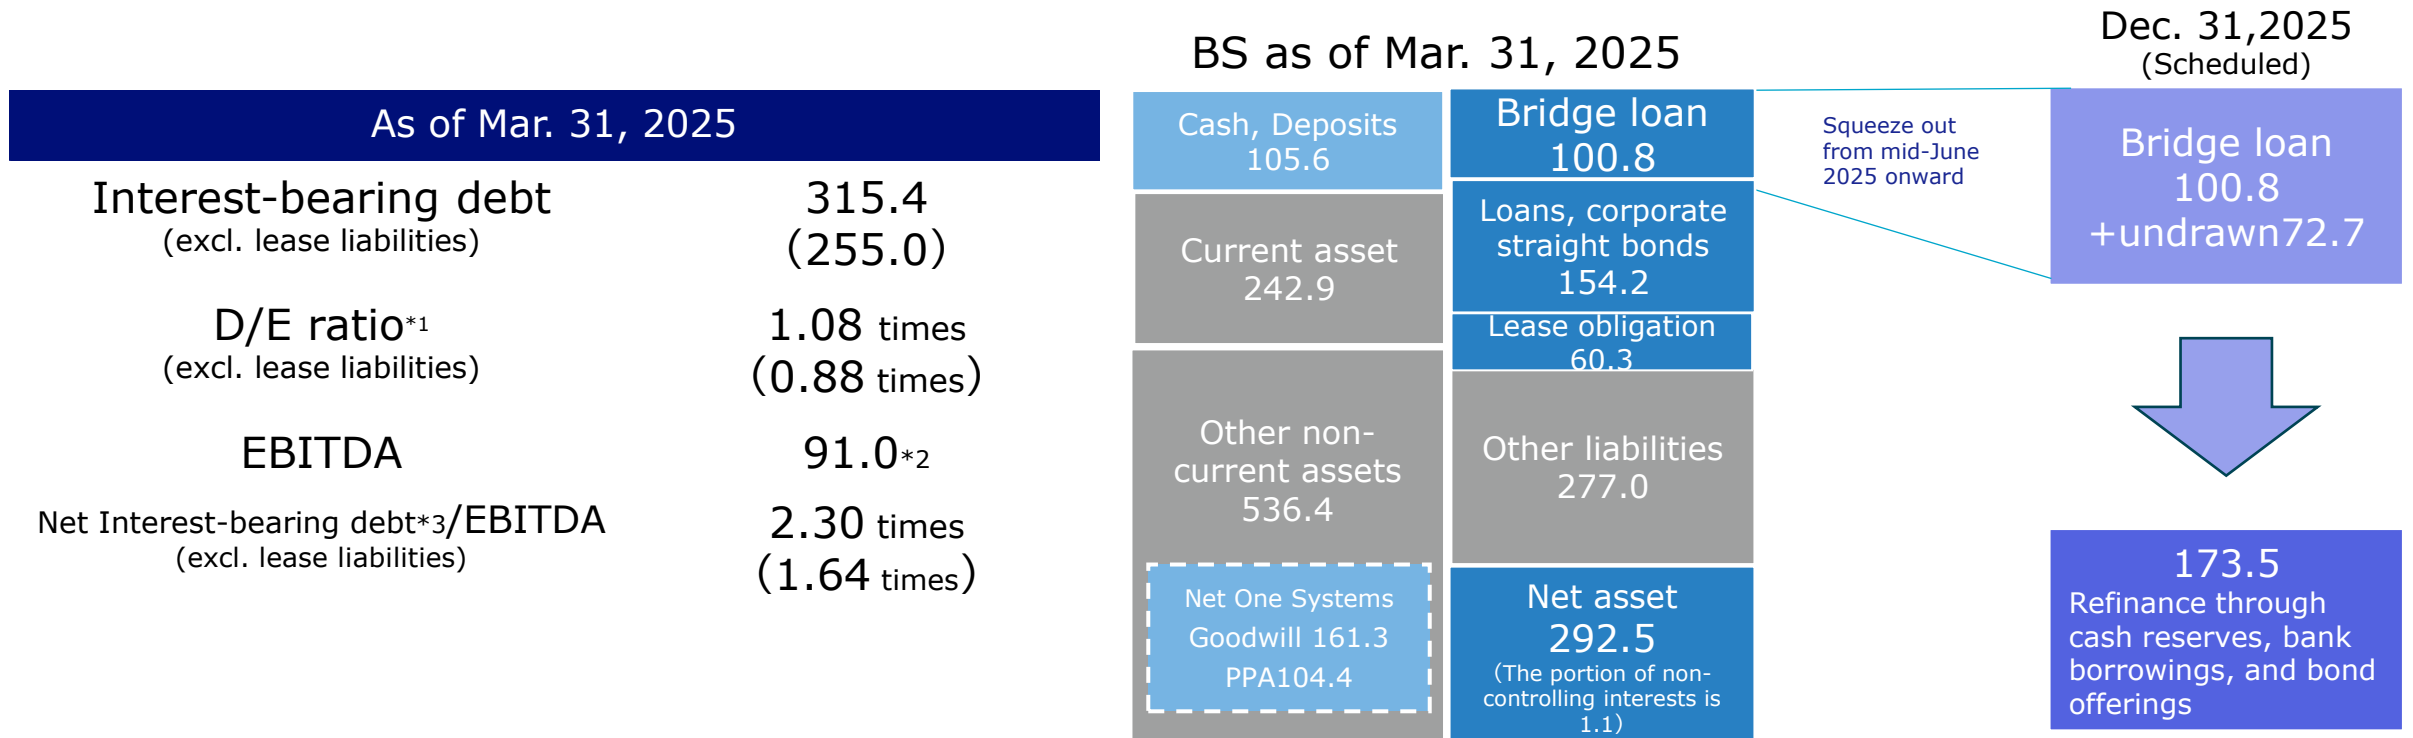 As of Mar. 31, 2025
Interest-bearing debt
(excl. lease liabilities)
315.4
(255.0)
D/E ratio*1
(excl. lease liabilities)
1.08 times
(0.88 times)
EBITDA
91.0*2
Net Interest-bearing debt*3/EBITDA
(excl. lease liabilities)
2.30 times
(1.64 times)
BS as of Mar. 31, 2025
Cash, Deposits
105.6
Current asset
242.9
Other non-
current assets
536.4
Net One Systems
Goodwill 161.3
PPA104.4
Bridge loan
100.8
Loans, corporate
straight bonds
154.2
Lease obligation
60.3
Other liabilities
277.0
Net asset
292.5
(The portion of non-
controlling interests is
1.1)
Squeeze out
from mid-June
2025 onward
Dec. 31,2025
(Scheduled)
Bridge loan
100.8
+undrawn72.7
173.5
Refinance through
cash reserves, bank
borrowings, and bond
offerings